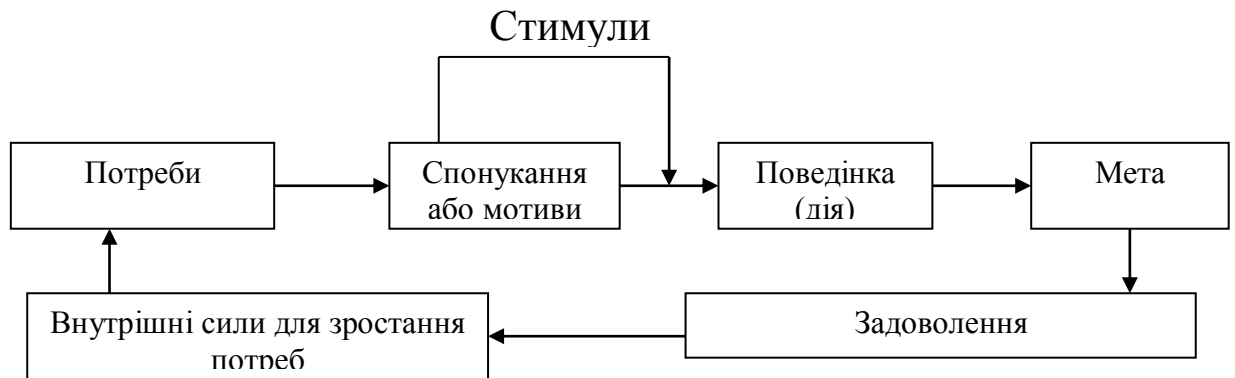 Стимули
Потреби
Спонукання
або мотиви
Поведінка
(дія)
Мета
Внутрішні сили для зростання
потреб
Задоволення